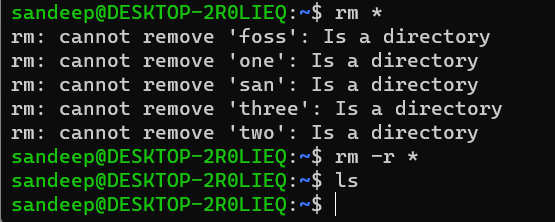 sandeep@DESKTOP-2R0LIEQ:~$ rm *
rm: cannot remove 'foss': Is a directory
rm: cannot remove 'one': Is a directory
rm: cannot remove 'san': Is a directory
rm: cannot remove 'three': Is a directory
rm: cannot remove 'two': Is a directory
sandeep@DESKTOP-2R0LIEQ:~$ rm -r *
sandeep@DESKTOP-2R0LIEQ:~$ ls
sandeep@DESKTOP-2R0LIEQ:~$